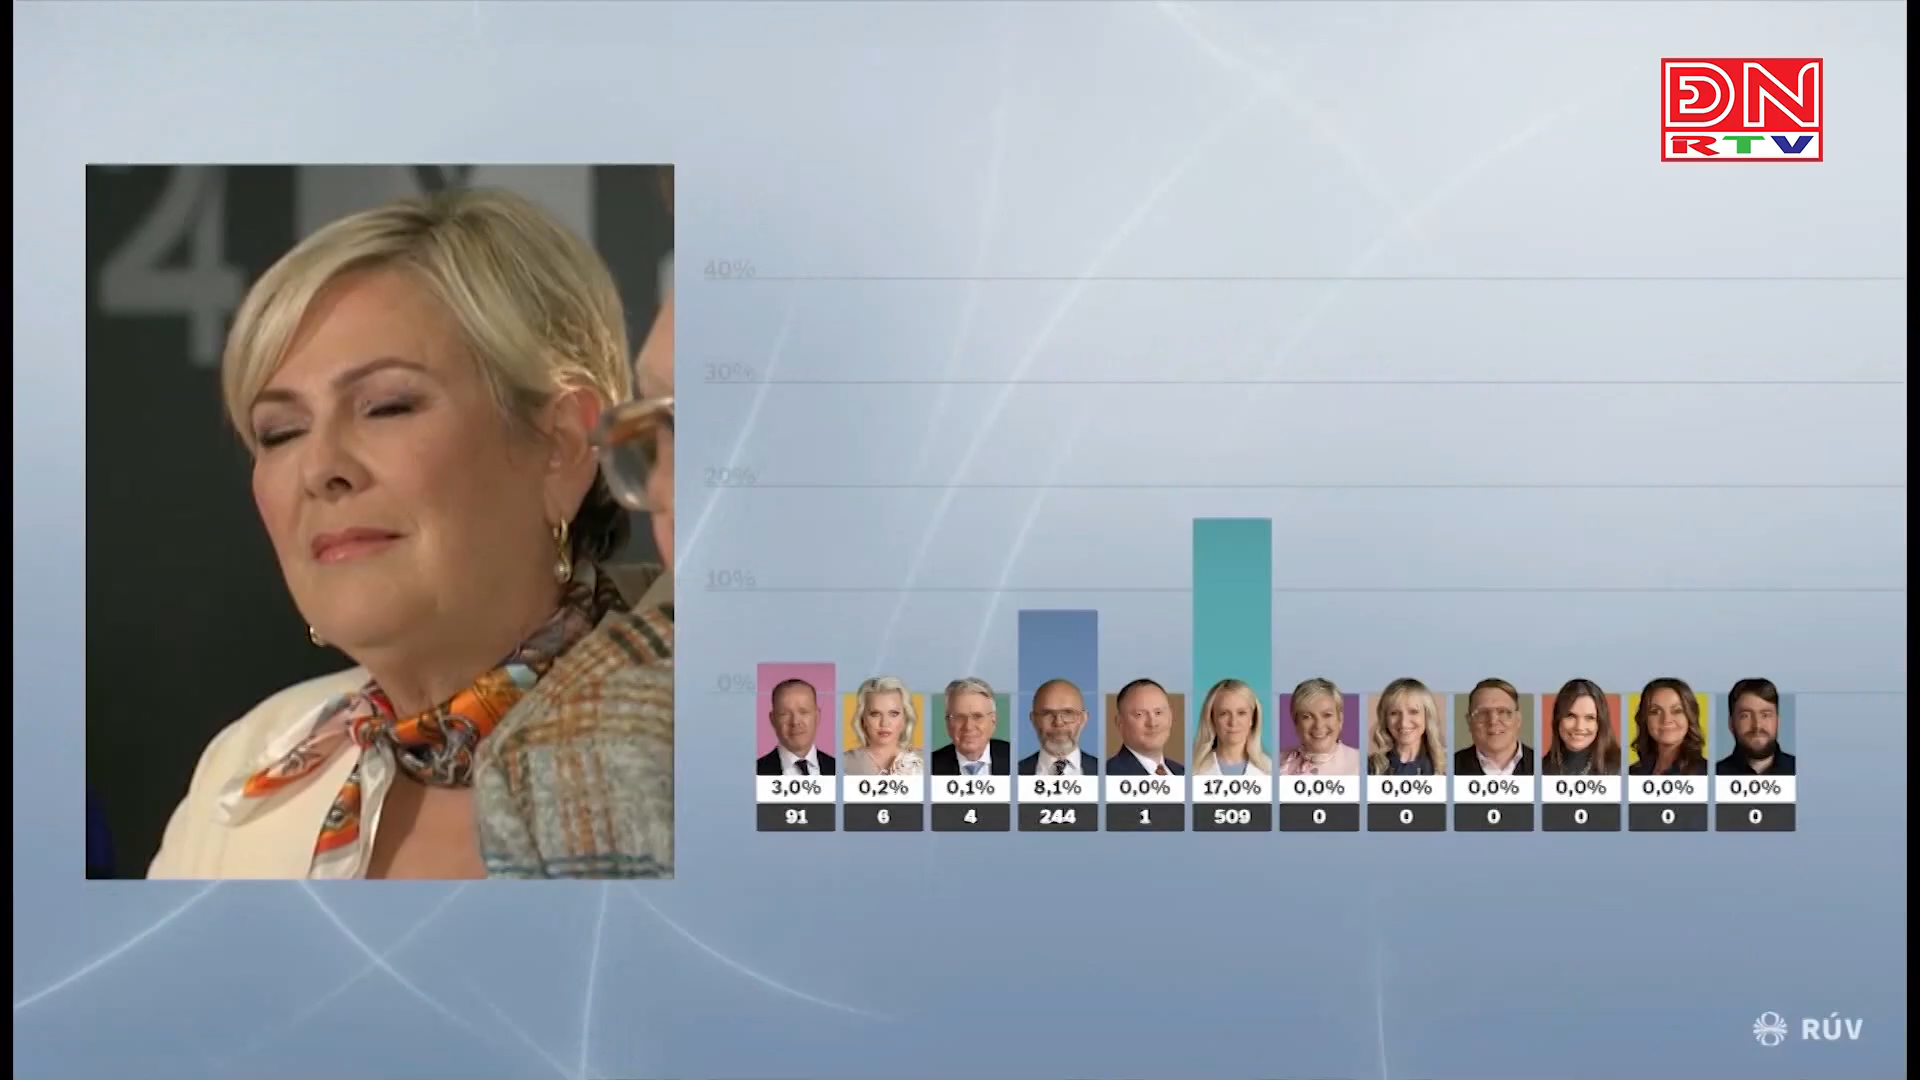 ĐN
RTV
24
40%
30%
20%
10%
0%
3,0% 0,2% 0,1% 8,1% 0,0% 17,0% 0,0% 0,0% 0,0% 0,0% 0,0% 0,0%
91 6 4 244 1 509 0 0 0 0 0 0
RÚV